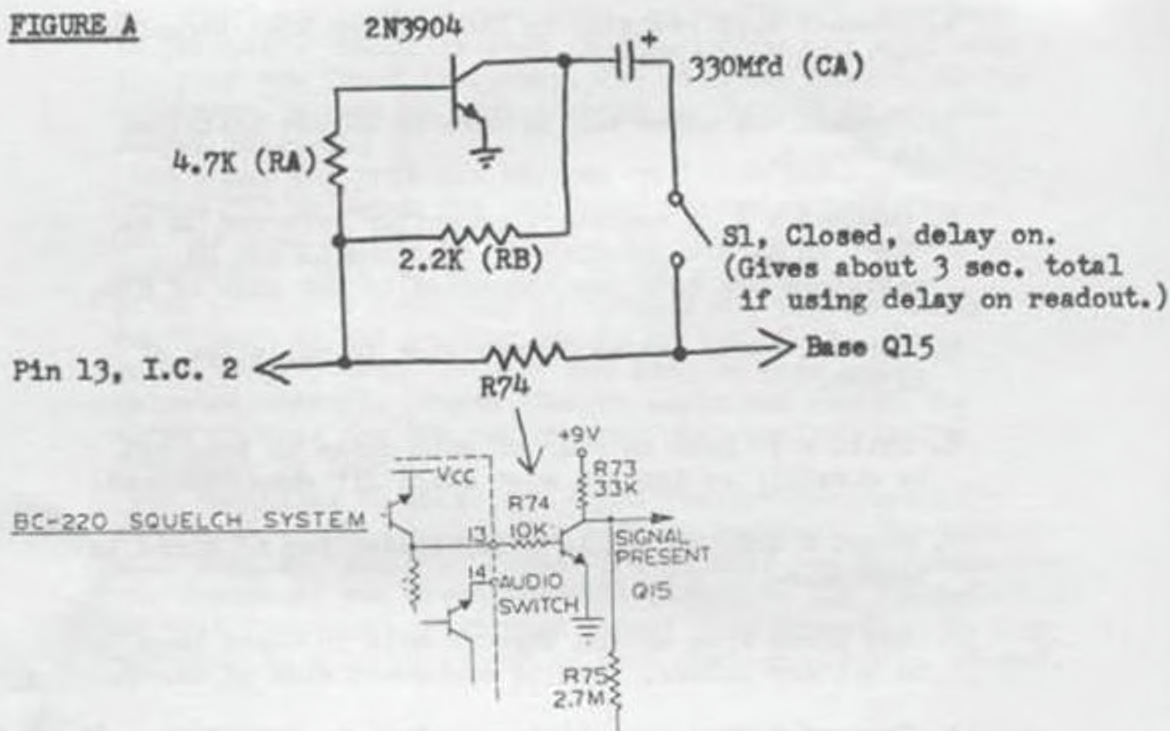 FIGURE A
2N3904
330Mfd (CA)
4.7K (RA)
2.2K (RB)
S1, Closed, delay on.
(Gives about 3 sec. total
if using delay on readout.)
Pin 13, I.C. 2
Base Q15
R74
+9V
R73
33K
VCC
R74
10K
BC-220 SQUELCH SYSTEM
13
SIGNAL
PRESENT
14
AUDIO
SWITCH
Q15
R75
2.7M